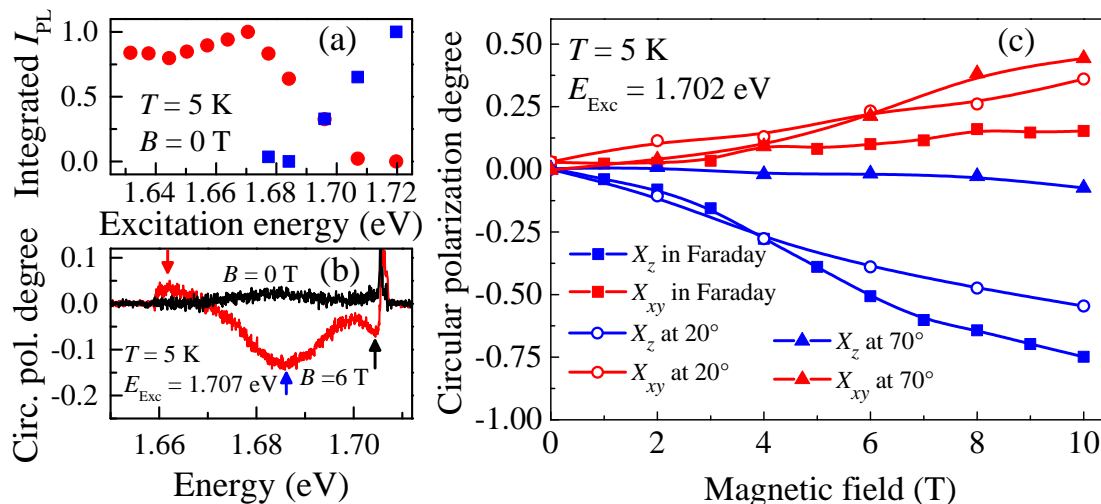 Integrated I_PL
1.0
0.5
0.0
(a)
T = 5 K
B = 0 T
1.64 1.66 1.68 1.70 1.72
Excitation energy (eV)
Circ. pol. degree
0.1
0.0
-0.1
-0.2
(b)
B = 0 T
T = 5 K
E_Exc = 1.707 eV
B =6 T
1.66 1.68 1.70
Energy (eV)
Circular polarization degree
0.50
0.25
0.00
-0.25
-0.50
-0.75
-1.00
(c)
T = 5 K
E_Exc = 1.702 eV
X_z in Faraday
X_xy in Faraday
X_z at 20°
X_xy at 20°
X_z at 70°
X_xy at 70°
0 2 4 6 8 10
Magnetic field (T)